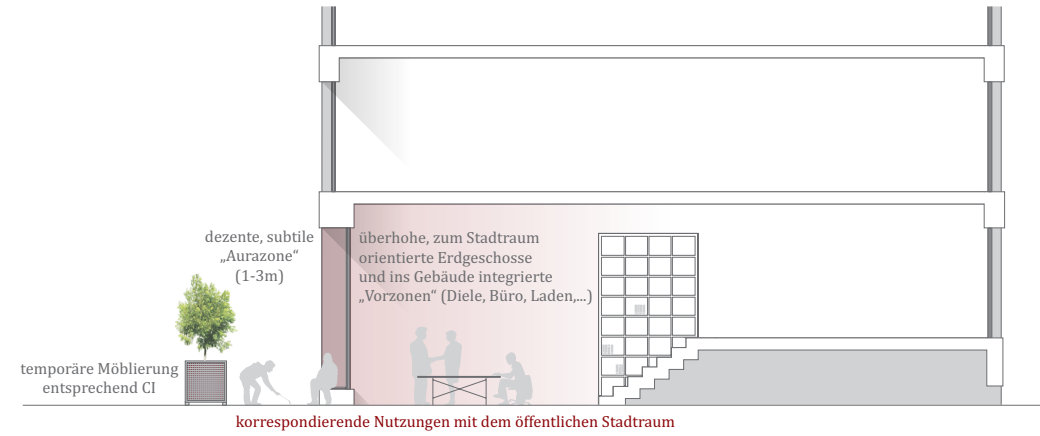 dezente, subtile
„Aurazone“
(1-3m)
überhohe, zum Stadtraum
orientierte Erdgeschosse
und ins Gebäude integrierte
„Vorzonen“ (Diele, Büro, Laden,...)
temporäre Möblierung
entsprechend CI
korrespondierende Nutzungen mit dem öffentlichen Stadtraum